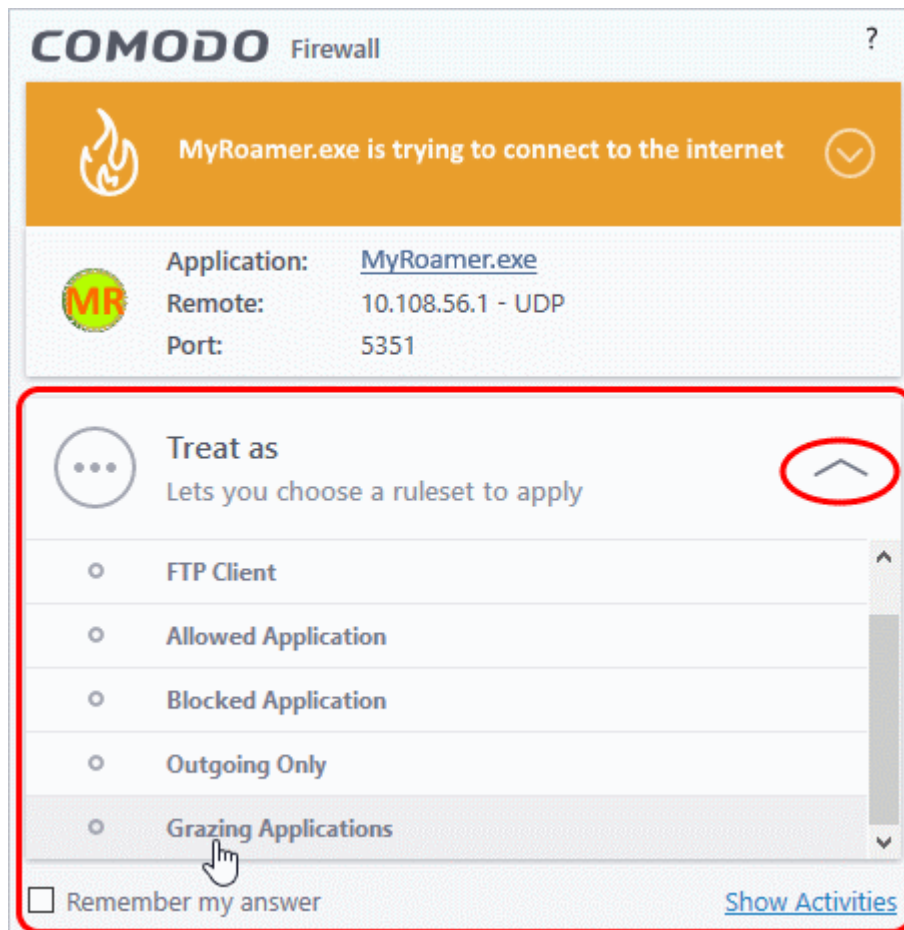 COMODO Firewall ?
MyRoamer.exe is trying to connect to the internet
MR
Application: MyRoamer.exe
Remote: 10.108.56.1 - UDP
Port: 5351
Treat as
Lets you choose a ruleset to apply
FTP Client
Allowed Application
Blocked Application
Outgoing Only
Grazing Applications
Remember my answer Show Activities